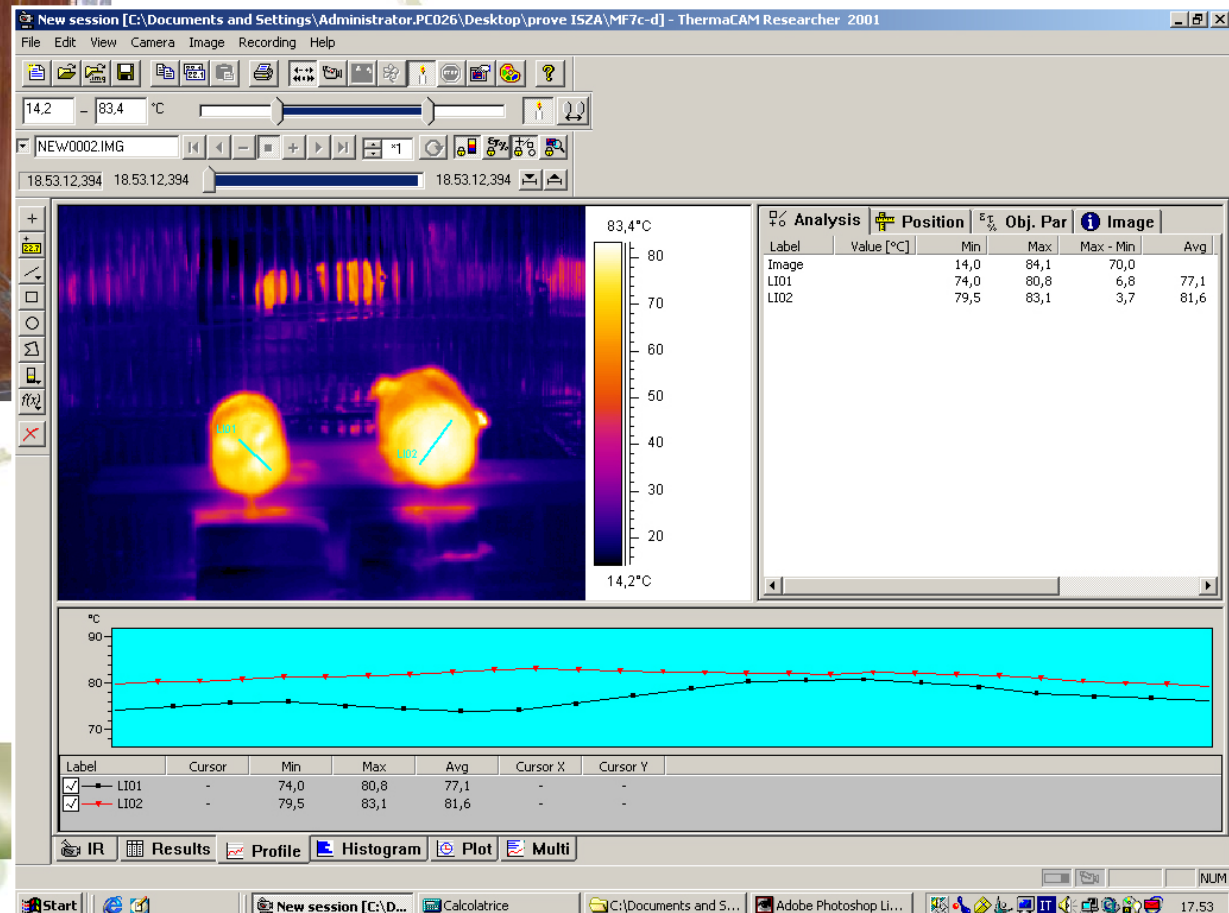 New session [C:\Documents and Settings\Administrator.PC026\Desktop\prove ISZA\MF7c-d] - ThermaCAM Researcher 2001
File Edit View Camera Image Recording Help
14,2 - 83,4 °C
NEW0002.IMG *1
18.53.12,394 18.53.12,394 18.53.12,394
22.7
f(x)
LI01
LI02
83,4°C
80
70
60
50
40
30
20
14,2°C
Analysis Position Obj. Par Image
Label Value [°C] Min Max Max - Min Avg
Image 14,0 84,1 70,0
LI01 74,0 80,8 6,8 77,1
LI02 79,5 83,1 3,7 81,6
°C
90
80
70
Label Cursor Min Max Avg Cursor X Cursor Y
LI01 - 74,0 80,8 77,1 - -
LI02 - 79,5 83,1 81,6 - -
IR Results Profile Histogram Plot Multi
NUM
Start New session [C:\D... Calcolatrice C:\Documents and S... Adobe Photoshop Li... IT 17.53